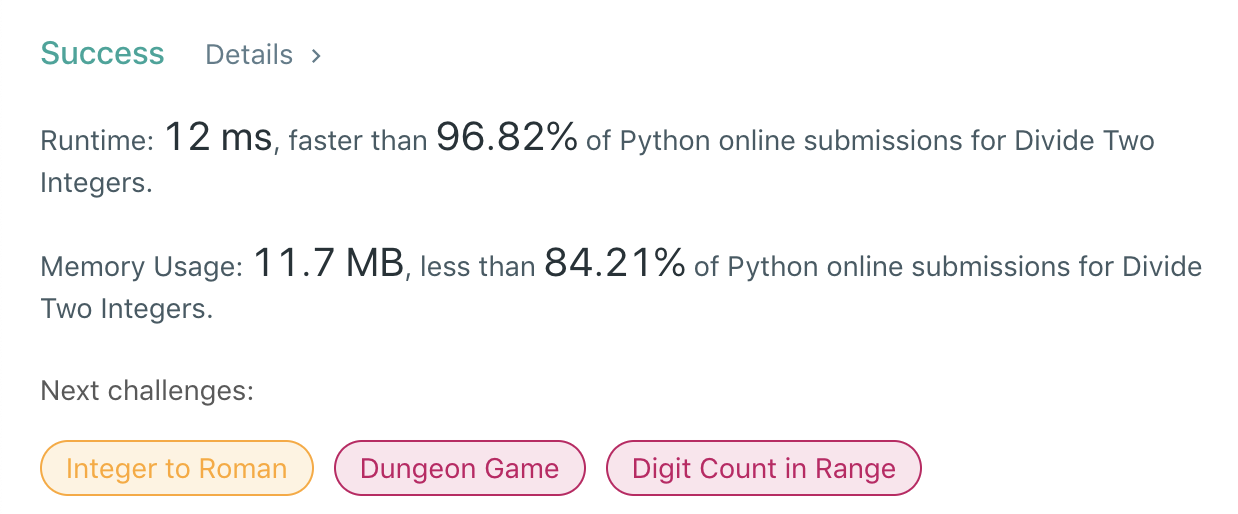 Success Details >
Runtime: 12 ms, faster than 96.82% of Python online submissions for Divide Two
Integers.
Memory Usage: 11.7 MB, less than 84.21% of Python online submissions for Divide
Two Integers.
Next challenges:
Integer to Roman Dungeon Game Digit Count in Range